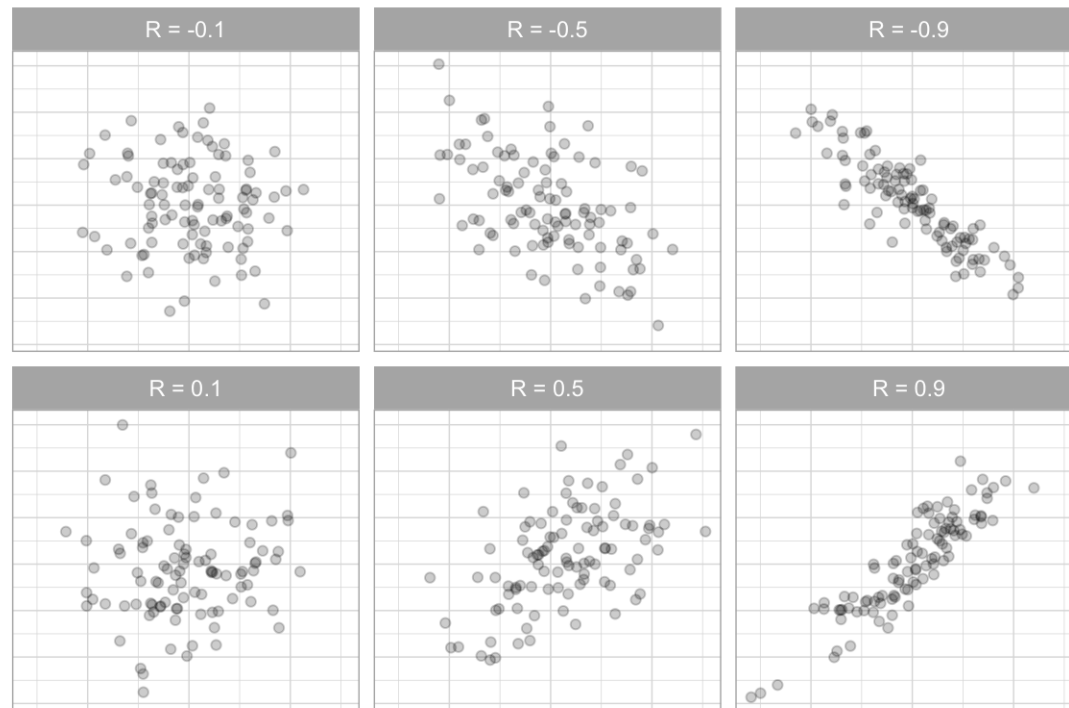 R = -0.1
R = -0.5
R = -0.9
R = 0.1
R = 0.5
R = 0.9